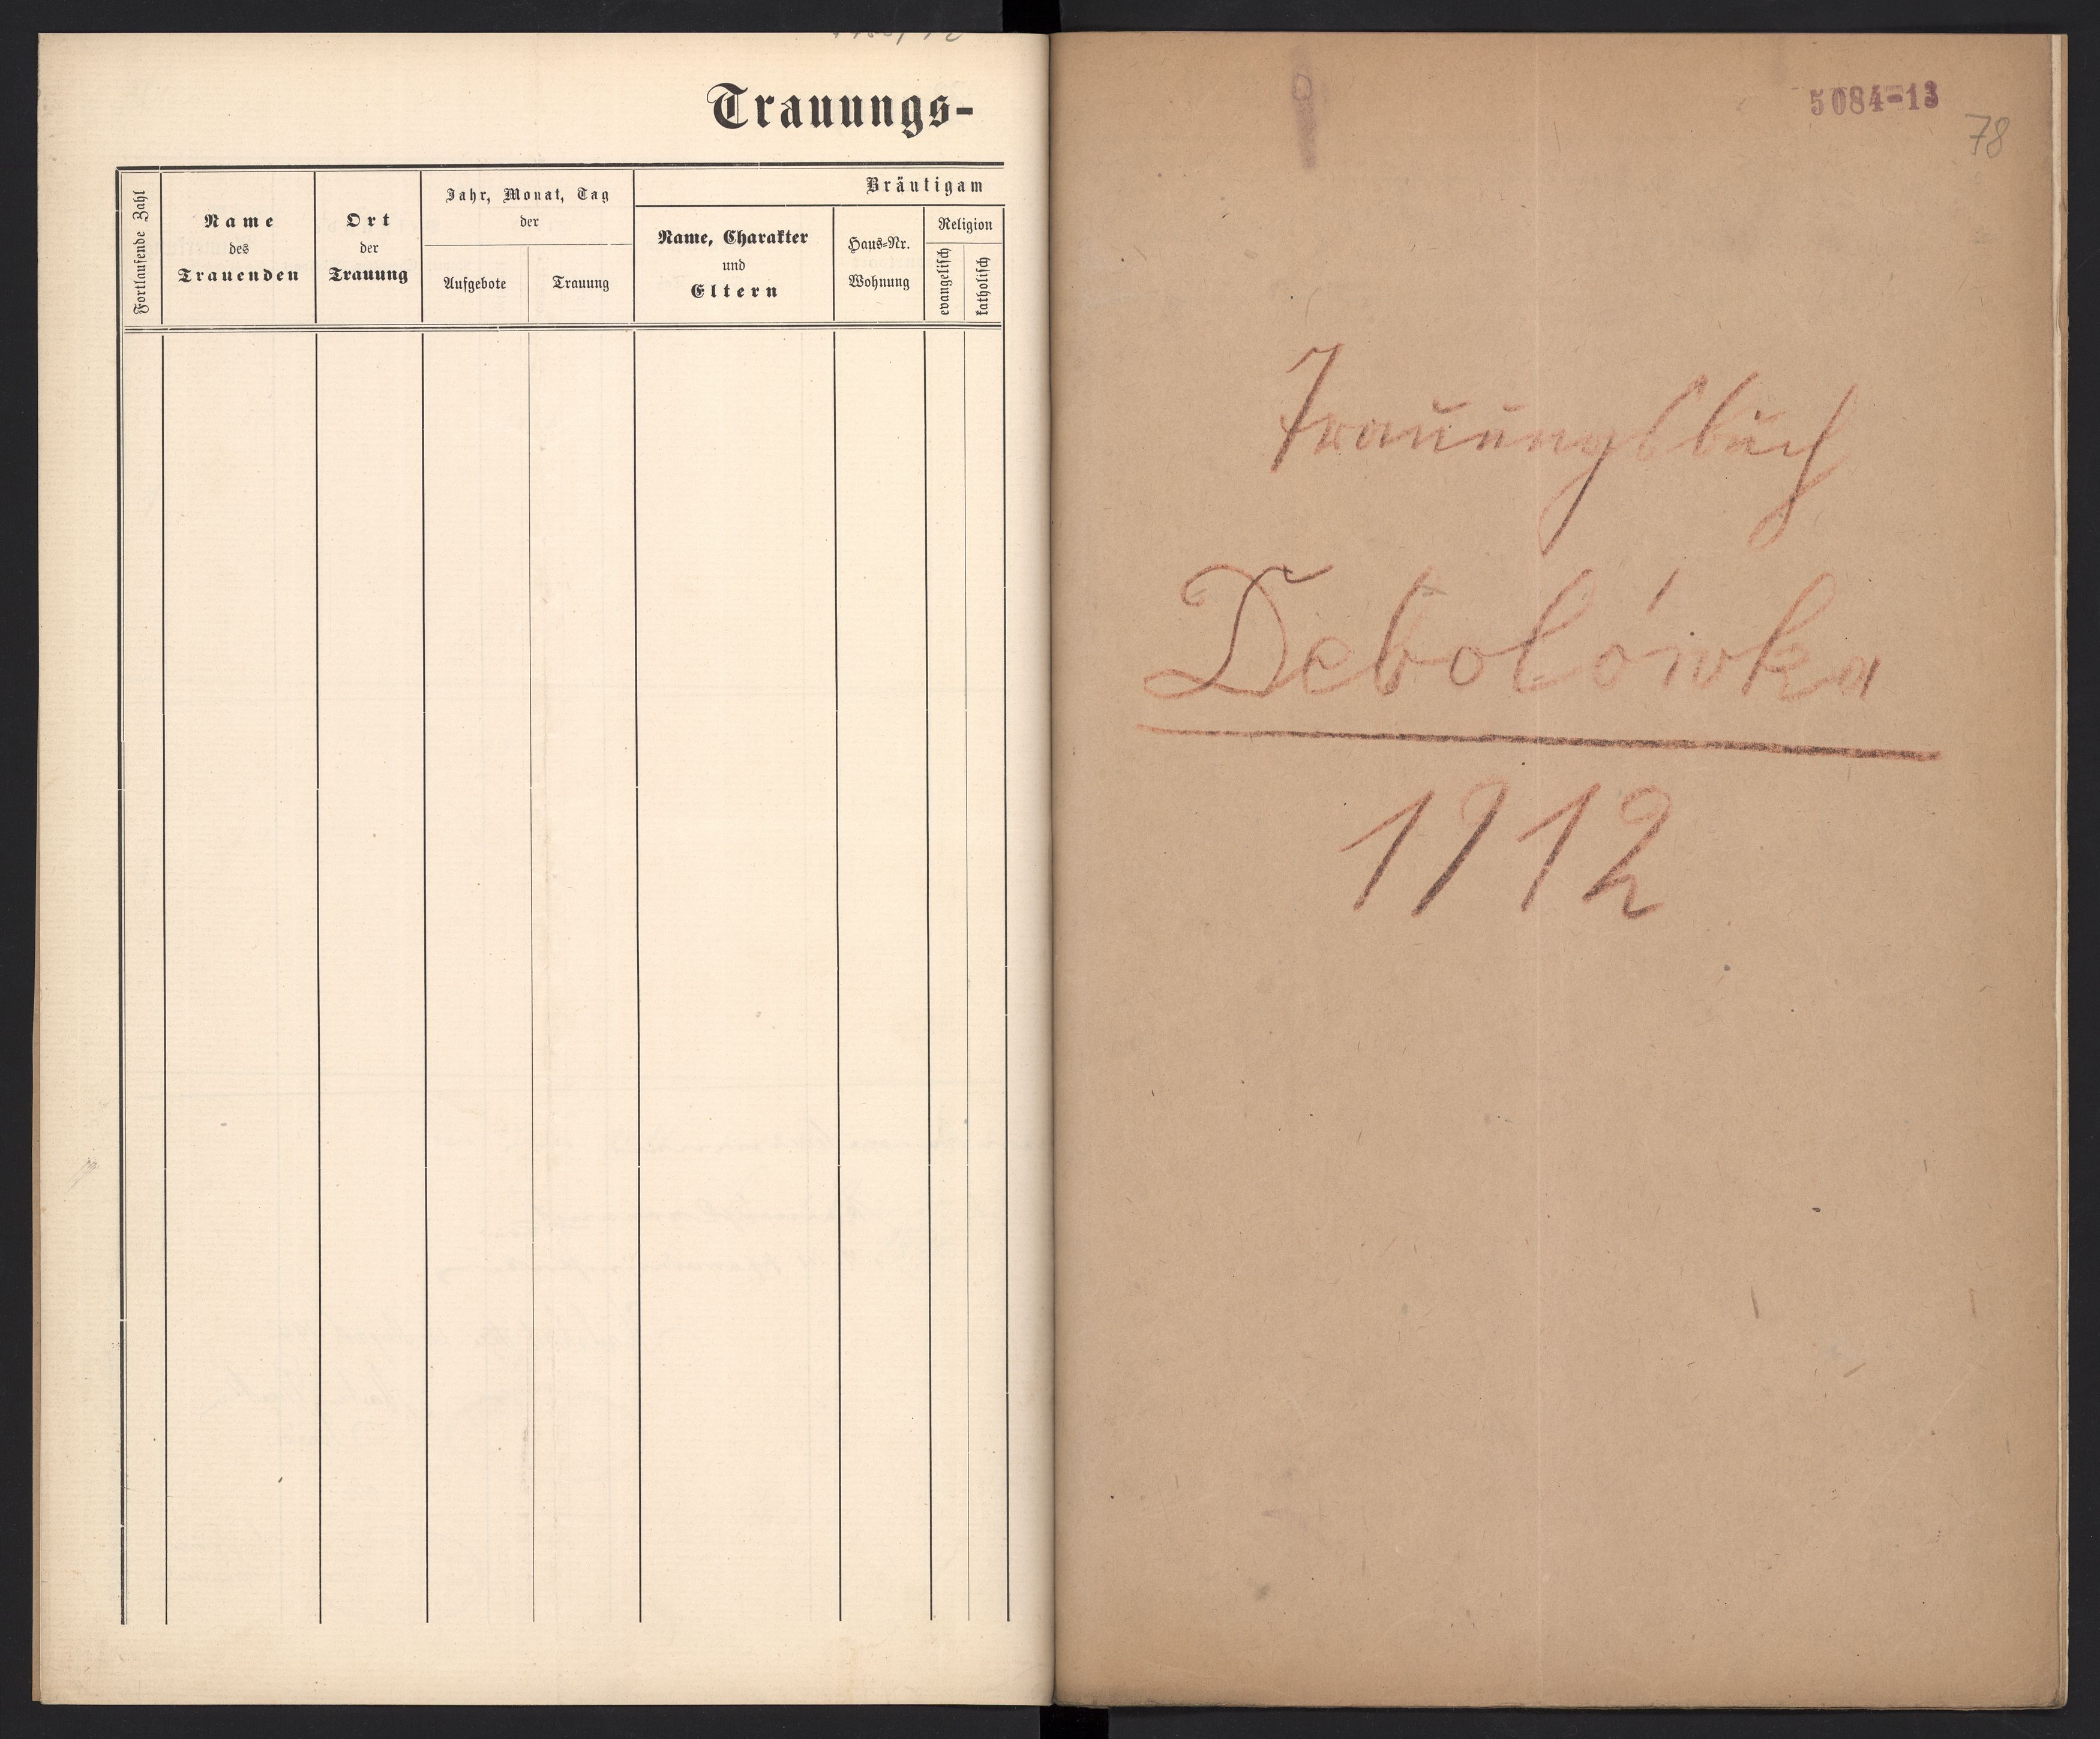 Trauungs-
Fortlaufende Zahl
Name
des
Trauenden
Ort
der
Trauung
Jahr, Monat, Tag
der
Aufgebote
Trauung
Bräutigam
Name, Charakter
und
Eltern
Haus-Nr.
Wohnung
Religion
evangelisch
katholisch
5084-13
78
Trauungsbuch
Debolówka
1912